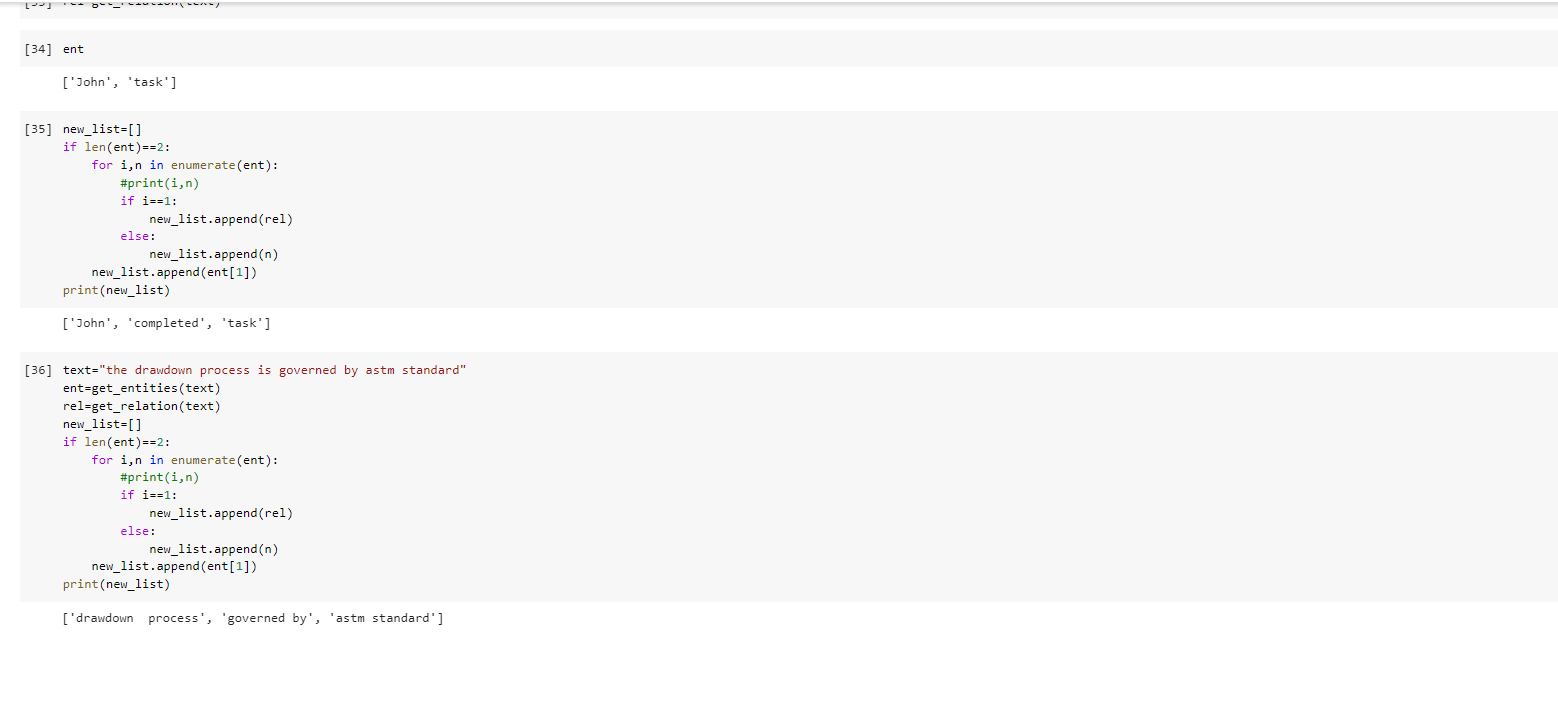 [34] ent
['John', 'task']
[35] new_list=[]
if len(ent)==2:
    for i,n in enumerate(ent):
        #print(i,n)
        if i==1:
            new_list.append(rel)
        else:
            new_list.append(n)
    new_list.append(ent[1])
print(new_list)
['John', 'completed', 'task']
[36] text="the drawdown process is governed by astm standard"
ent=get_entities(text)
rel=get_relation(text)
new_list=[]
if len(ent)==2:
    for i,n in enumerate(ent):
        #print(i,n)
        if i==1:
            new_list.append(rel)
        else:
            new_list.append(n)
    new_list.append(ent[1])
print(new_list)
['drawdown  process', 'governed by', 'astm standard']